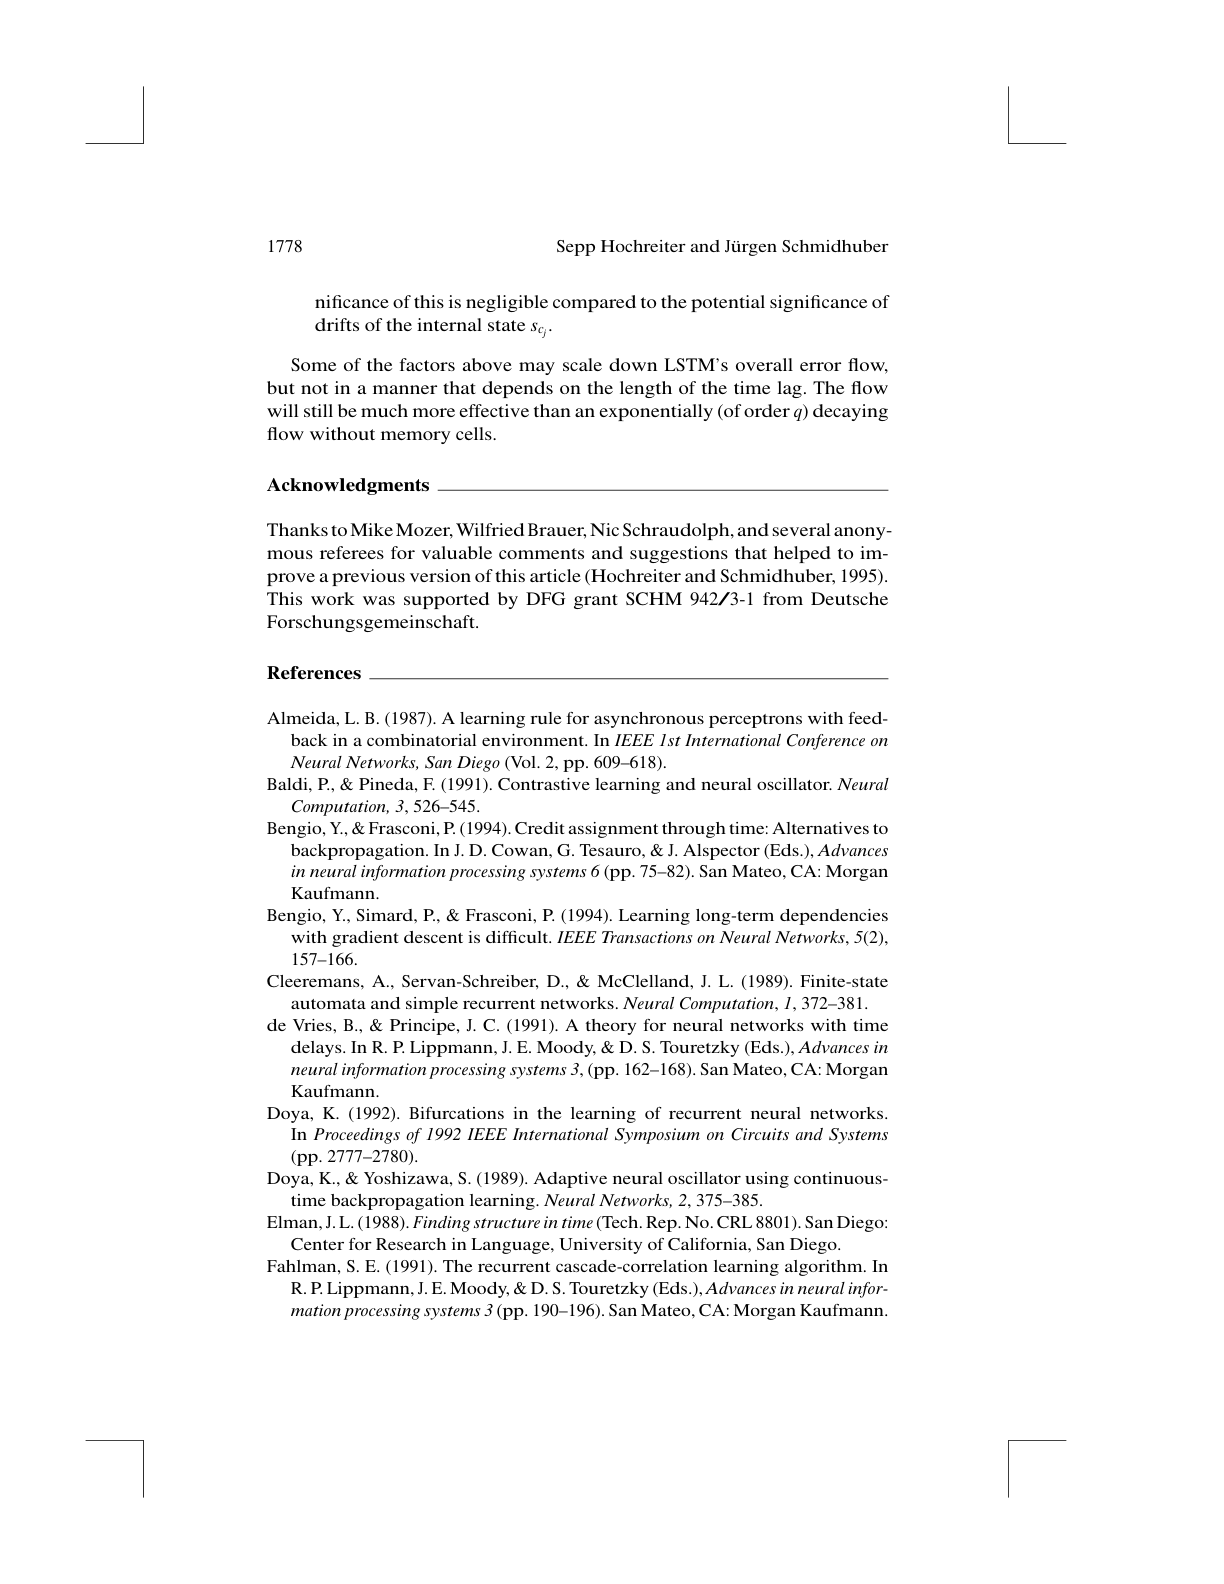 1778 Sepp Hochreiter and Jürgen Schmidhuber
nificance of this is negligible compared to the potential significance of
drifts of the internal state s_{c_j}.
Some of the factors above may scale down LSTM's overall error flow,
but not in a manner that depends on the length of the time lag. The flow
will still be much more effective than an exponentially (of order q) decaying
flow without memory cells.
Acknowledgments
Thanks to Mike Mozer, Wilfried Brauer, Nic Schraudolph, and several anony-
mous referees for valuable comments and suggestions that helped to im-
prove a previous version of this article (Hochreiter and Schmidhuber, 1995).
This work was supported by DFG grant SCHM 942/3-1 from Deutsche
Forschungsgemeinschaft.
References
Almeida, L. B. (1987). A learning rule for asynchronous perceptrons with feed-
back in a combinatorial environment. In IEEE 1st International Conference on
Neural Networks, San Diego (Vol. 2, pp. 609–618).
Baldi, P., & Pineda, F. (1991). Contrastive learning and neural oscillator. Neural
Computation, 3, 526–545.
Bengio, Y., & Frasconi, P. (1994). Credit assignment through time: Alternatives to
backpropagation. In J. D. Cowan, G. Tesauro, & J. Alspector (Eds.), Advances
in neural information processing systems 6 (pp. 75–82). San Mateo, CA: Morgan
Kaufmann.
Bengio, Y., Simard, P., & Frasconi, P. (1994). Learning long-term dependencies
with gradient descent is difficult. IEEE Transactions on Neural Networks, 5(2),
157–166.
Cleeremans, A., Servan-Schreiber, D., & McClelland, J. L. (1989). Finite-state
automata and simple recurrent networks. Neural Computation, 1, 372–381.
de Vries, B., & Principe, J. C. (1991). A theory for neural networks with time
delays. In R. P. Lippmann, J. E. Moody, & D. S. Touretzky (Eds.), Advances in
neural information processing systems 3, (pp. 162–168). San Mateo, CA: Morgan
Kaufmann.
Doya, K. (1992). Bifurcations in the learning of recurrent neural networks.
In Proceedings of 1992 IEEE International Symposium on Circuits and Systems
(pp. 2777–2780).
Doya, K., & Yoshizawa, S. (1989). Adaptive neural oscillator using continuous-
time backpropagation learning. Neural Networks, 2, 375–385.
Elman, J. L. (1988). Finding structure in time (Tech. Rep. No. CRL 8801). San Diego:
Center for Research in Language, University of California, San Diego.
Fahlman, S. E. (1991). The recurrent cascade-correlation learning algorithm. In
R. P. Lippmann, J. E. Moody, & D. S. Touretzky (Eds.), Advances in neural infor-
mation processing systems 3 (pp. 190–196). San Mateo, CA: Morgan Kaufmann.